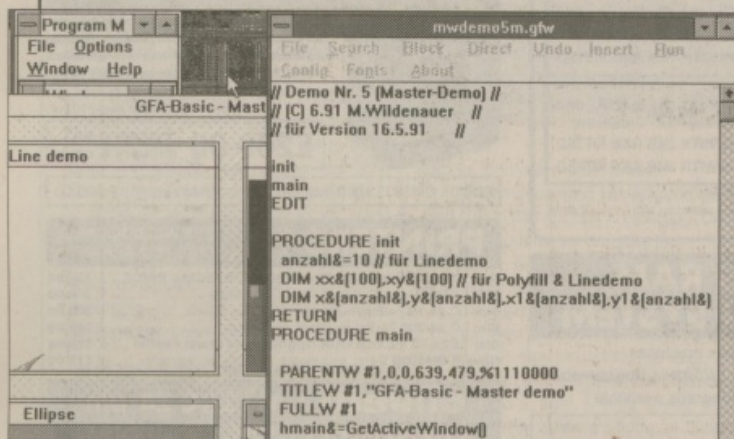 Program M
File Options
Window Help
GFA-Basic - Mast
Line demo
Ellipse
mwdemo5m.gfw
File Search Block Direct Undo Innert Run
Config Fonts About
// Demo Nr. 5 (Master-Demo) //
// (C) 6.91 M.Wildenauer //
// für Version 16.5.91 //
init
main
EDIT
PROCEDURE init
anzahl&=10 // für Linedemo
DIM xx&(100),xy&(100) // für Polyfill & Linedemo
DIM x&(anzahl&),y&(anzahl&),x1&(anzahl&),y1&(anzahl&)
RETURN
PROCEDURE main
PARENTW #1,0,0,639,479,%1110000
TITLEW #1,"GFA-Basic - Master demo"
FULLW #1
hmain&=GetActiveWindow()